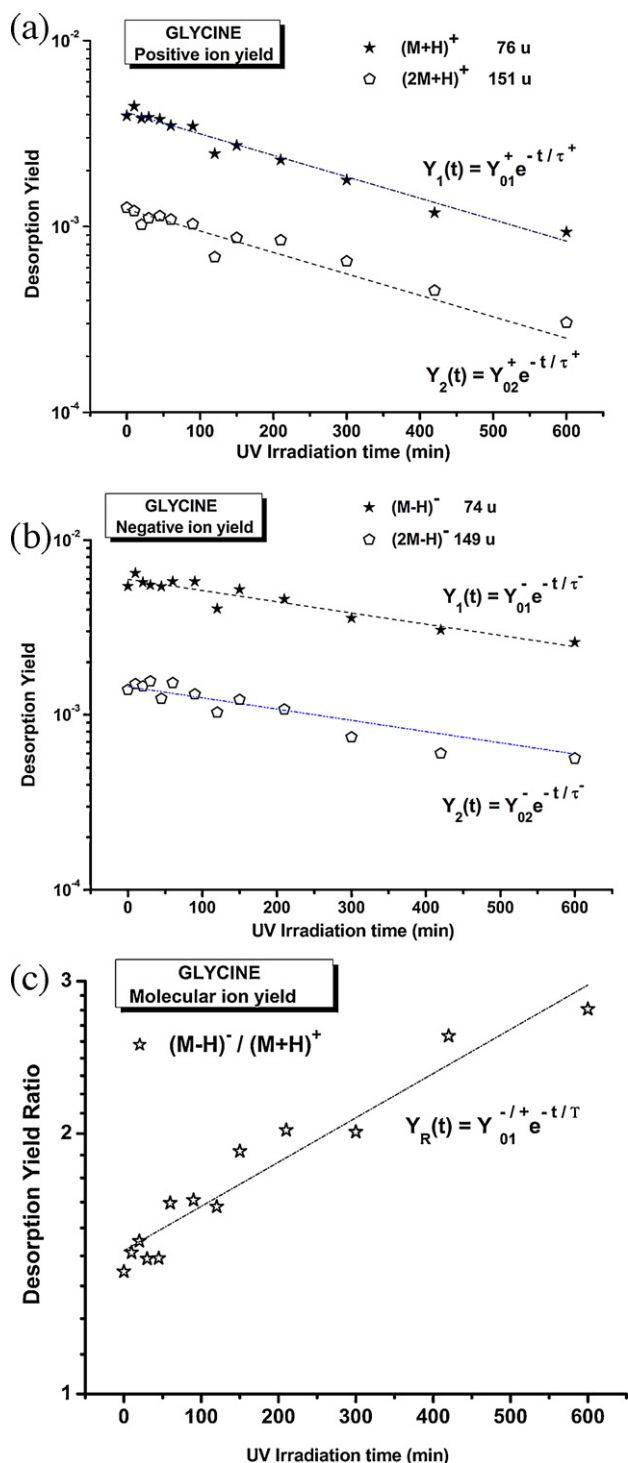 (a)
GLYCINE
Positive ion yield
★ (M+H)⁺ 76 u
⬠ (2M+H)⁺ 151 u
10⁻²
10⁻³
10⁻⁴
Desorption Yield
Y₁(t) = Y₀₁⁺ e^(-t/τ⁺)
Y₂(t) = Y₀₂⁺ e^(-t/τ⁺)
0 100 200 300 400 500 600
UV Irradiation time (min)
(b)
GLYCINE
Negative ion yield
★ (M-H)⁻ 74 u
⬠ (2M-H)⁻ 149 u
10⁻²
10⁻³
10⁻⁴
Desorption Yield
Y₁(t) = Y₀₁⁻ e^(-t/τ⁻)
Y₂(t) = Y₀₂⁻ e^(-t/τ⁻)
0 100 200 300 400 500 600
UV Irradiation time (min)
(c)
GLYCINE
Molecular ion yield
☆ (M-H)⁻ / (M+H)⁺
3
2
1
Desorption Yield Ratio
Y_R(t) = Y₀₁^(-/+) e^(-t/T)
0 100 200 300 400 500 600
UV Irradiation time (min)